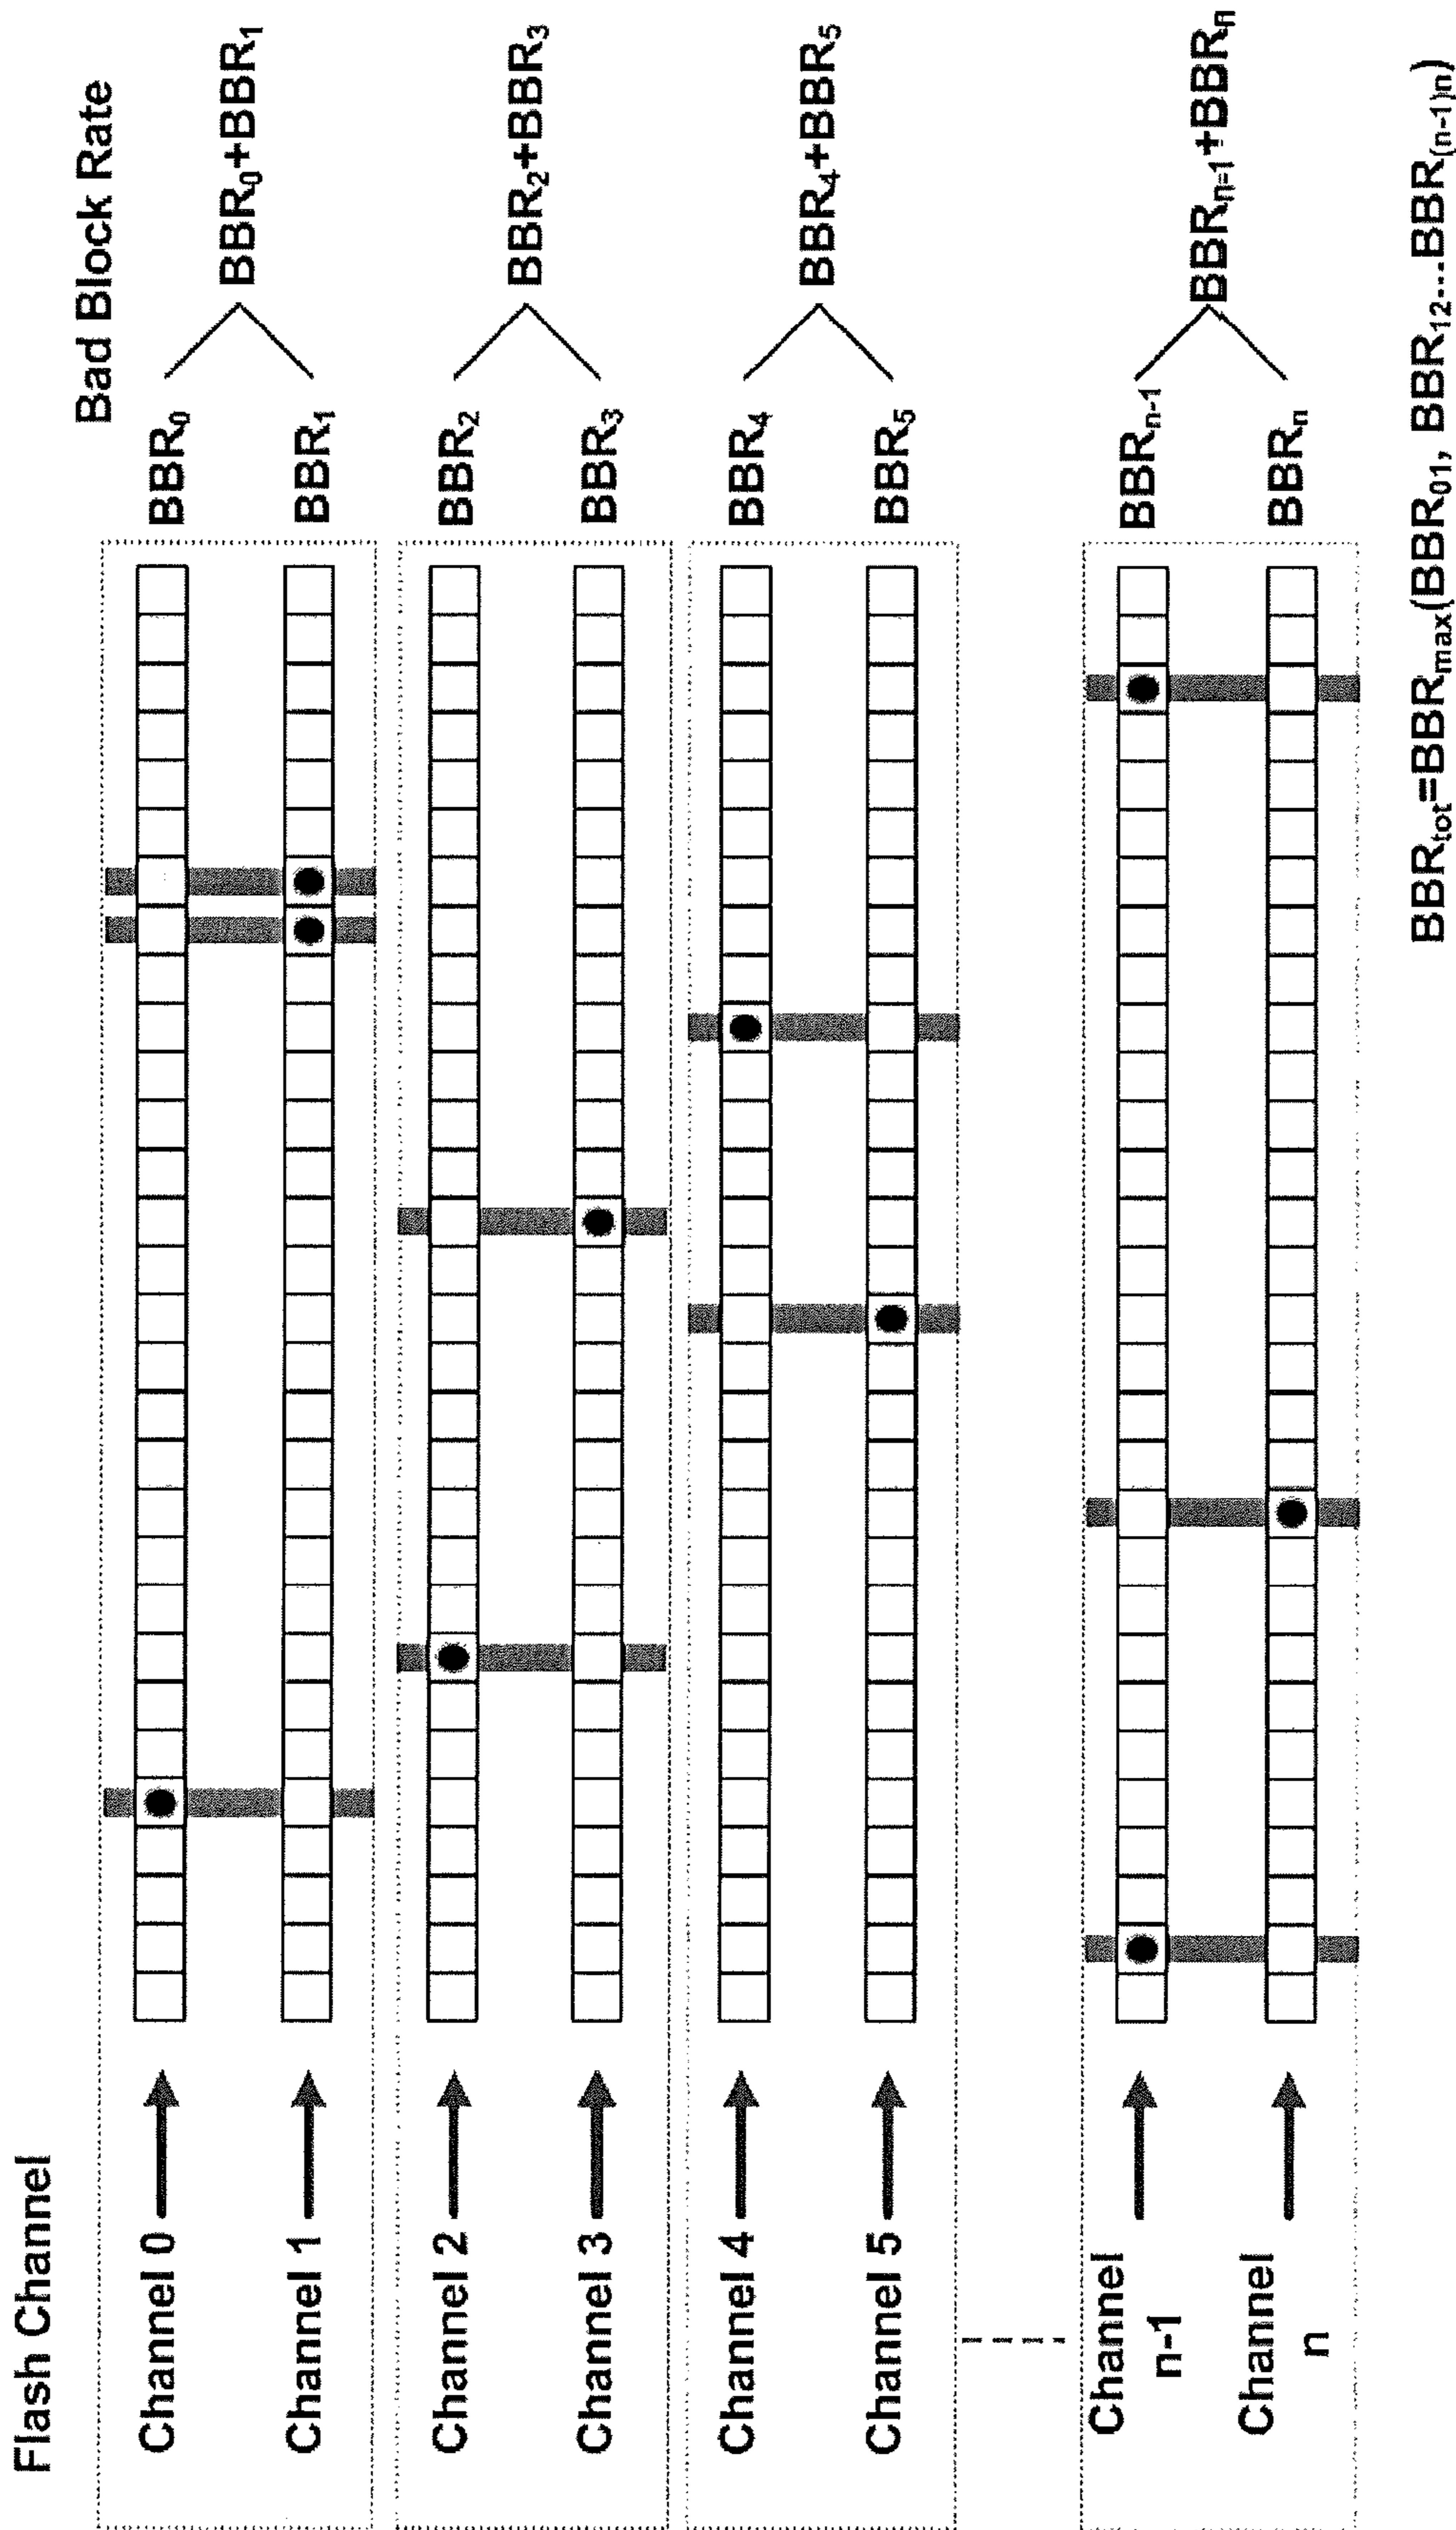 Flash Channel
Bad Block Rate
Channel 0
BBR₀
BBR₀+BBR₁
Channel 1
BBR₁
Channel 2
BBR₂
BBR₂+BBR₃
Channel 3
BBR₃
Channel 4
BBR₄
BBR₄+BBR₅
Channel 5
BBR₅
Channel
n-1
BBRₙ₋₁
BBRₙ₌₁+BBRₙ
Channel
n
BBRₙ
BBR_tot=BBR_max(BBR₀₁, BBR₁₂...BBR₍ₙ₋₁₎ₙ)